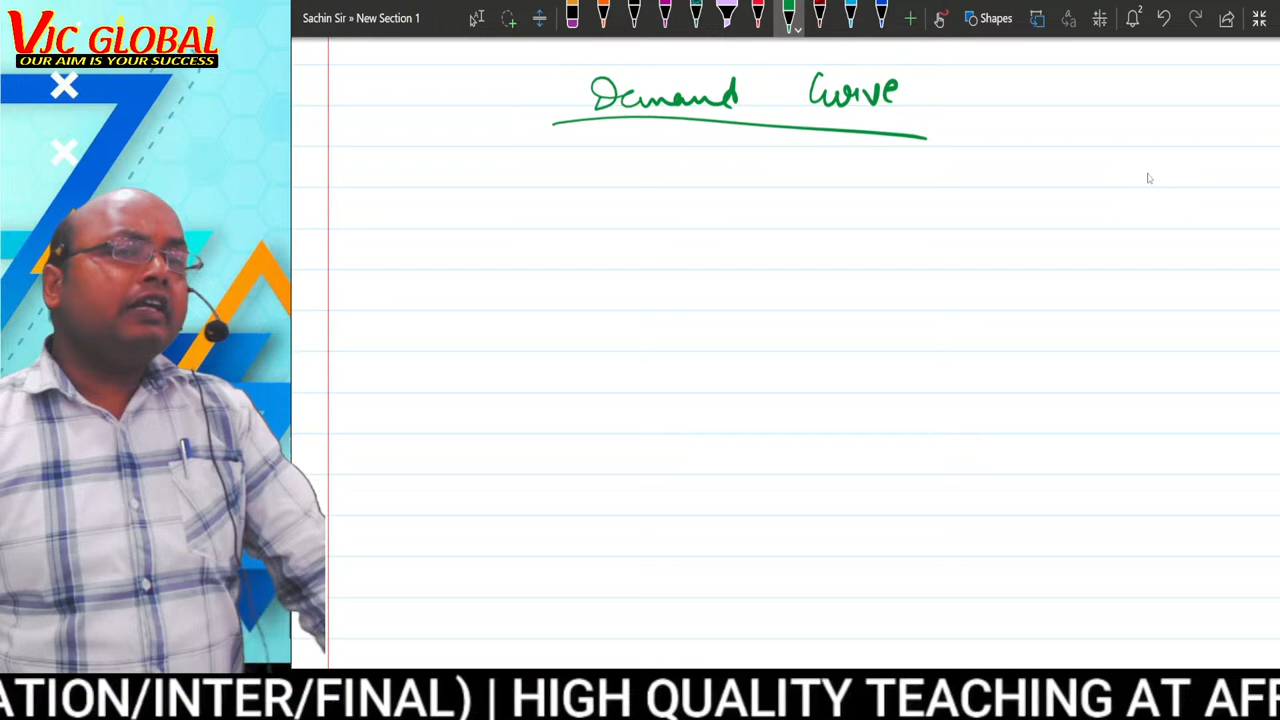 VJC GLOBAL
OUR AIM IS YOUR SUCCESS
Sachin Sir » New Section 1
Shapes
2
Demand Curve
ATION/INTER/FINAL) | HIGH QUALITY TEACHING AT AFF